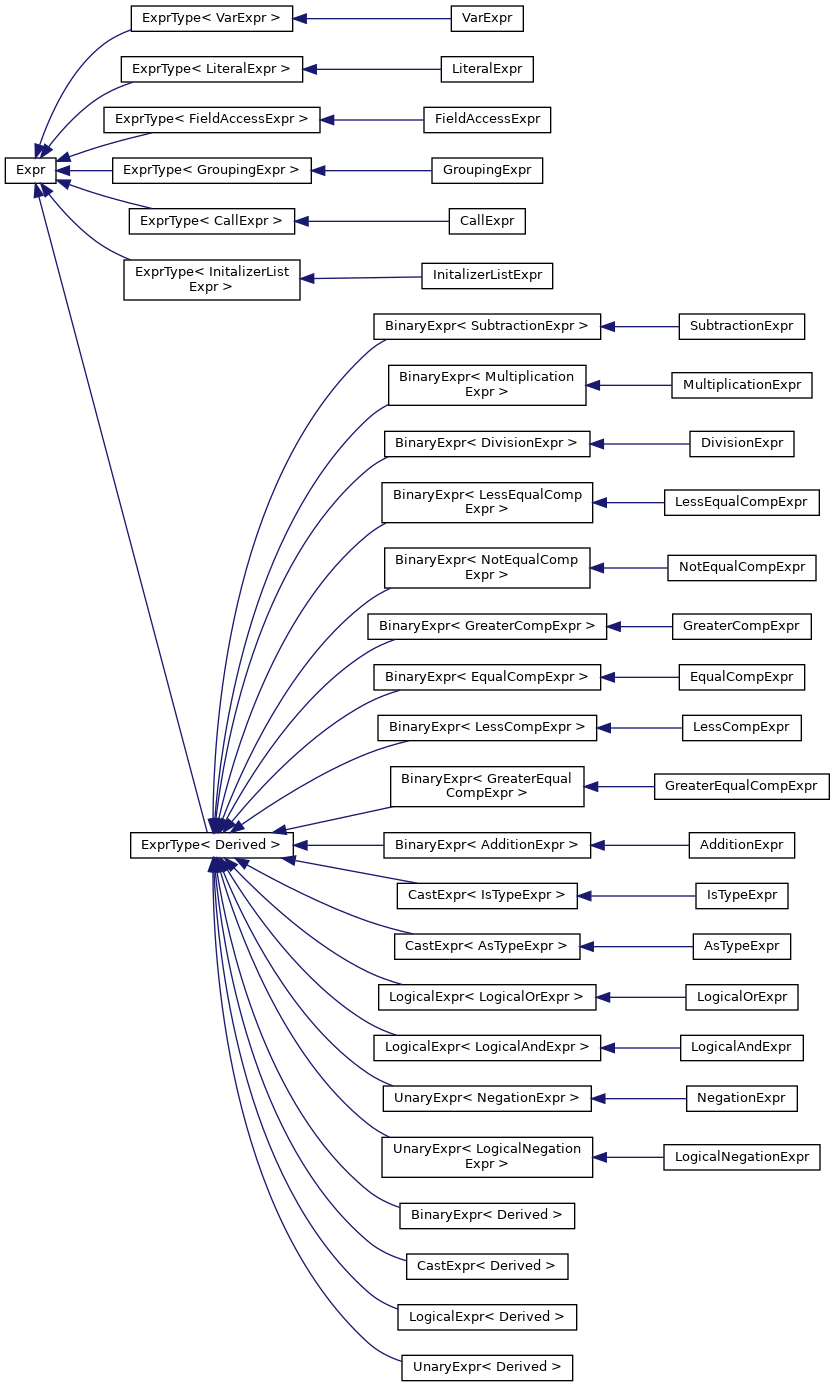 ExprType< VarExpr >
VarExpr
ExprType< LiteralExpr >
LiteralExpr
ExprType< FieldAccessExpr >
FieldAccessExpr
Expr
ExprType< GroupingExpr >
GroupingExpr
ExprType< CallExpr >
CallExpr
ExprType< InitalizerList
Expr >
InitalizerListExpr
BinaryExpr< SubtractionExpr >
SubtractionExpr
BinaryExpr< Multiplication
Expr >
MultiplicationExpr
BinaryExpr< DivisionExpr >
DivisionExpr
BinaryExpr< LessEqualComp
Expr >
LessEqualCompExpr
BinaryExpr< NotEqualComp
Expr >
NotEqualCompExpr
BinaryExpr< GreaterCompExpr >
GreaterCompExpr
BinaryExpr< EqualCompExpr >
EqualCompExpr
BinaryExpr< LessCompExpr >
LessCompExpr
BinaryExpr< GreaterEqual
CompExpr >
GreaterEqualCompExpr
ExprType< Derived >
BinaryExpr< AdditionExpr >
AdditionExpr
CastExpr< IsTypeExpr >
IsTypeExpr
CastExpr< AsTypeExpr >
AsTypeExpr
LogicalExpr< LogicalOrExpr >
LogicalOrExpr
LogicalExpr< LogicalAndExpr >
LogicalAndExpr
UnaryExpr< NegationExpr >
NegationExpr
UnaryExpr< LogicalNegation
Expr >
LogicalNegationExpr
BinaryExpr< Derived >
CastExpr< Derived >
LogicalExpr< Derived >
UnaryExpr< Derived >